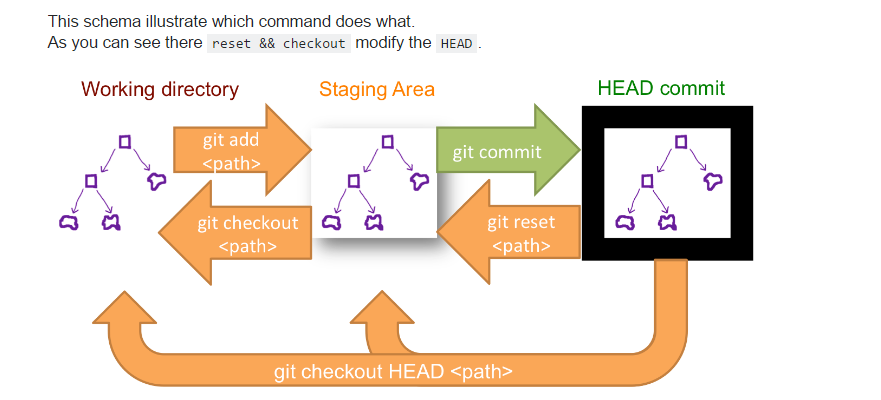 This schema illustrate which command does what.
As you can see there reset && checkout modify the HEAD.
Working directory
Staging Area
HEAD commit
git add
<path>
git commit
git checkout
<path>
git reset
<path>
git checkout HEAD <path>